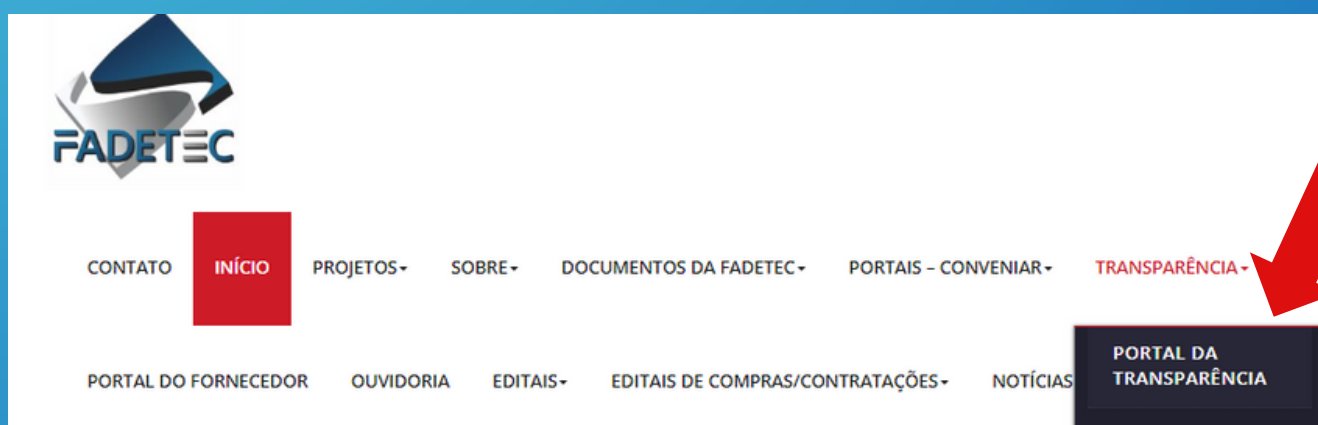 FADETEC
CONTATO INÍCIO PROJETOS SOBRE DOCUMENTOS DA FADETEC PORTAIS – CONVENIAR TRANSPARÊNCIA
PORTAL DO FORNECEDOR OUVIDORIA EDITAIS EDITAIS DE COMPRAS/CONTRATAÇÕES NOTÍCIAS
PORTAL DA
TRANSPARÊNCIA